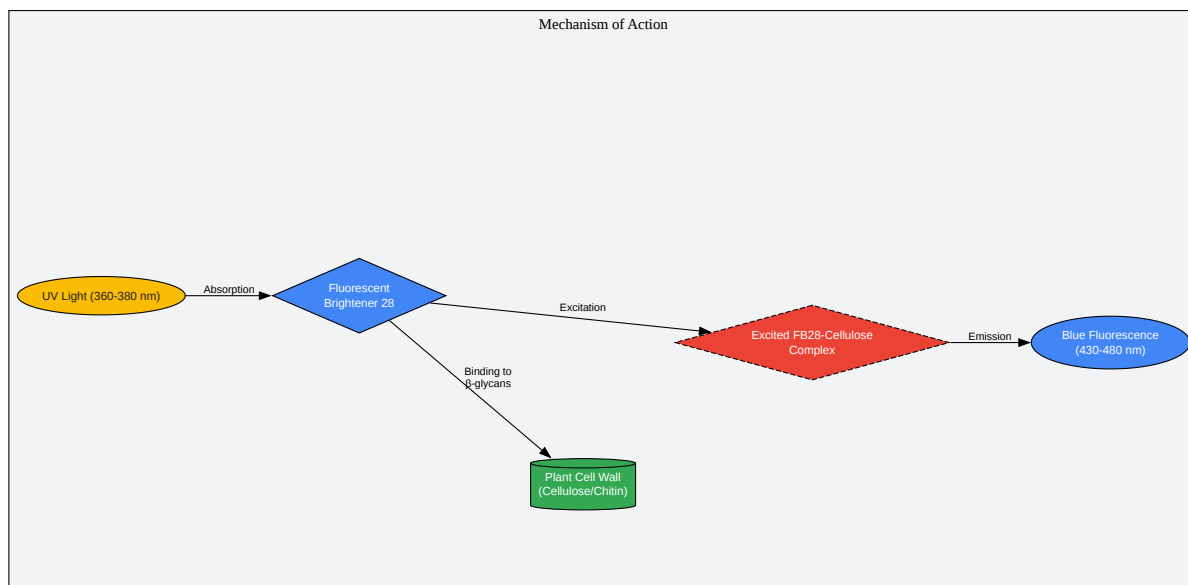 Mechanism of Action
UV Light (360-380 nm)
Absorption
Fluorescent
Brightener 28
Excitation
Binding to
β-glycans
Plant Cell Wall
(Cellulose/Chitin)
Excited FB28-Cellulose
Complex
Emission
Blue Fluorescence
(430-480 nm)